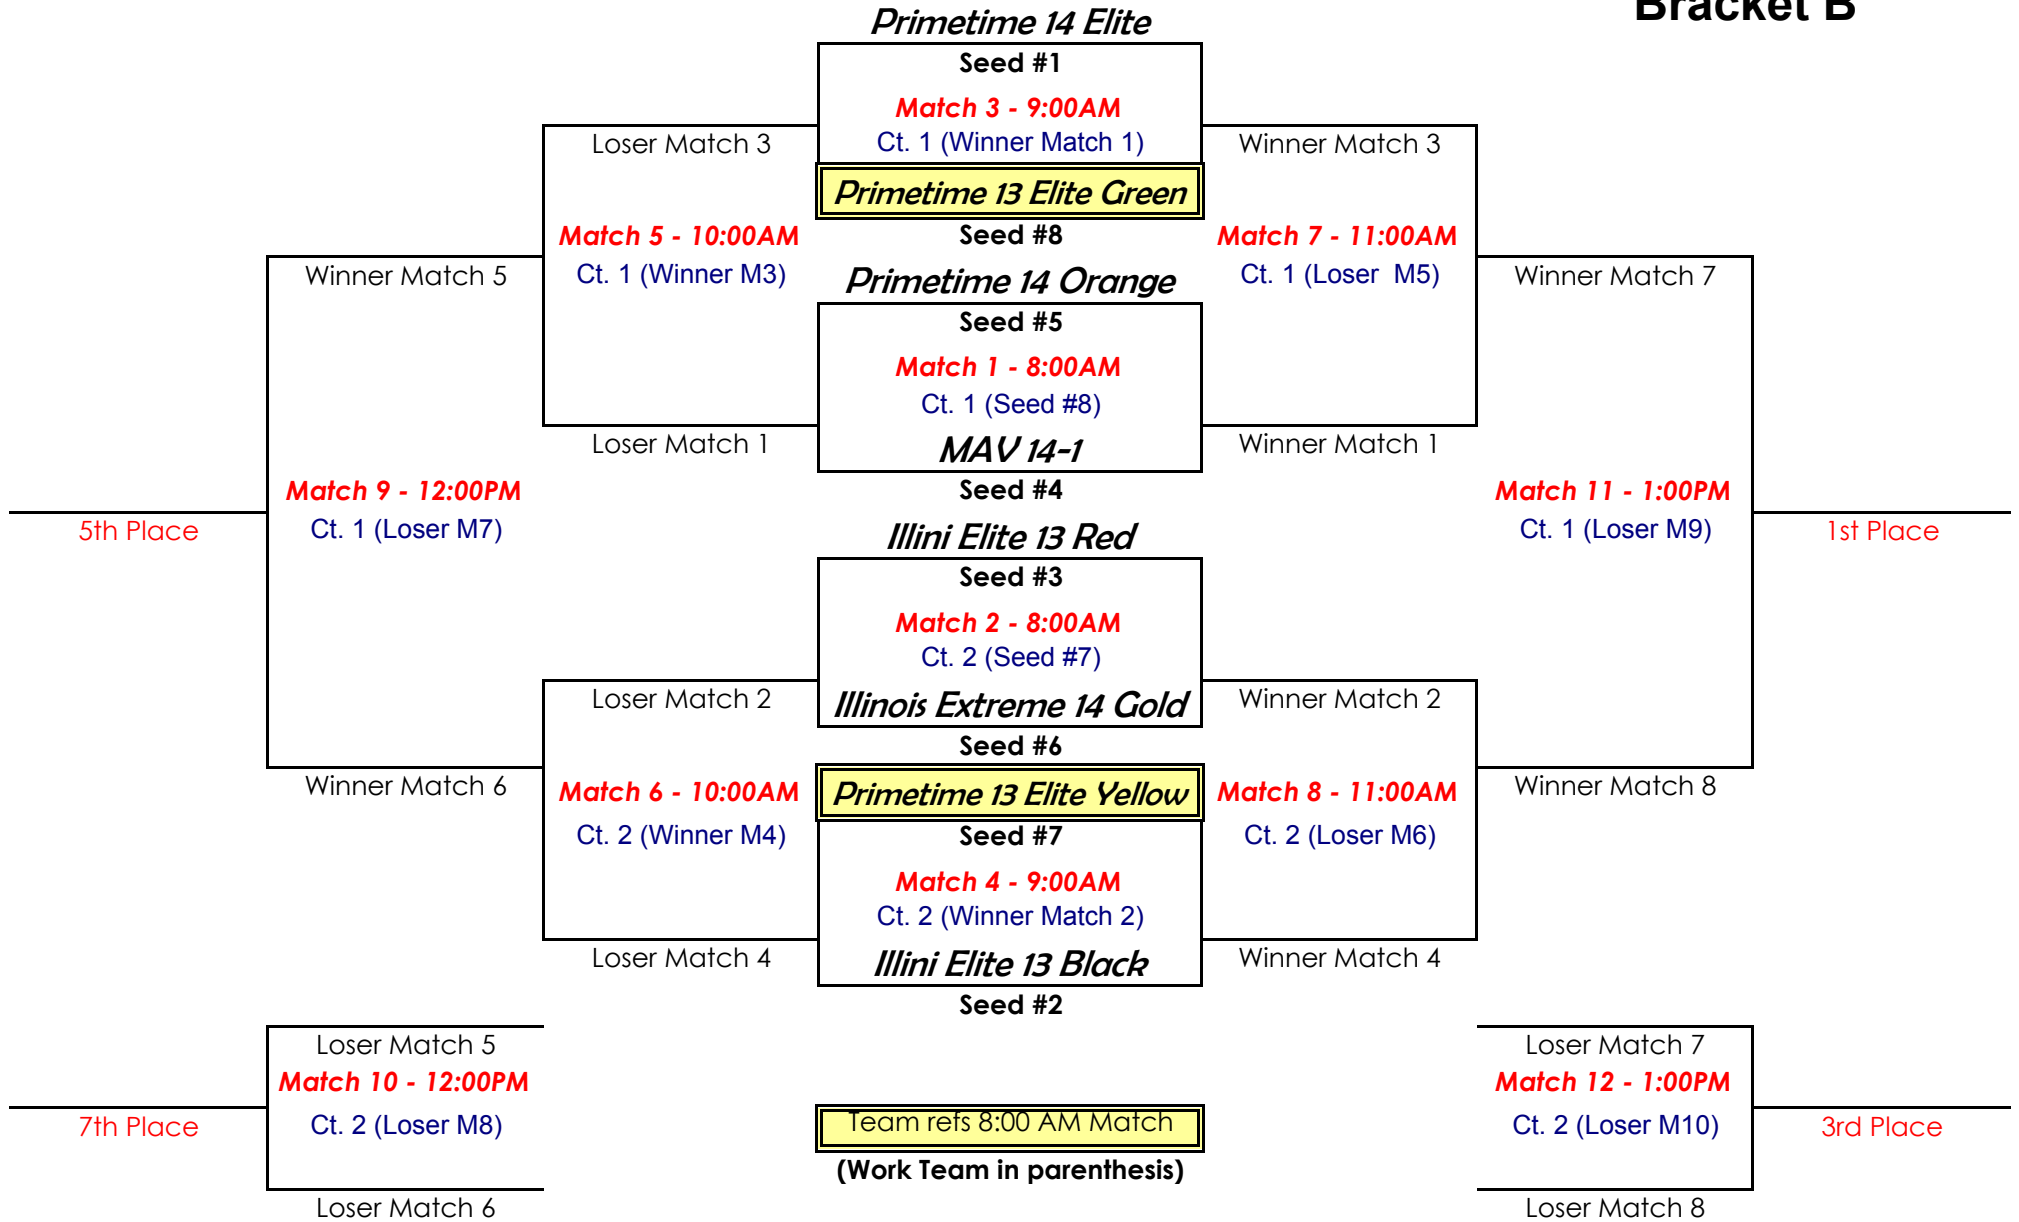 Bracket B
Primetime 14 Elite
Seed #1
Match 3 - 9:00AM
Loser Match 3
Ct. 1 (Winner Match 1)
Winner Match 3
Primetime 13 Elite Green
Match 5 - 10:00AM
Seed #8
Match 7 - 11:00AM
Winner Match 5
Ct. 1 (Winner M3)
Primetime 14 Orange
Ct. 1 (Loser  M5)
Winner Match 7
Seed #5
Match 1 - 8:00AM
Ct. 1 (Seed #8)
Loser Match 1
MAV 14-1
Winner Match 1
Match 9 - 12:00PM
Seed #4
Match 11 - 1:00PM
5th Place
Ct. 1 (Loser M7)
Illini Elite 13 Red
Ct. 1 (Loser M9)
1st Place
Seed #3
Match 2 - 8:00AM
Ct. 2 (Seed #7)
Loser Match 2
Illinois Extreme 14 Gold
Winner Match 2
Seed #6
Winner Match 6
Match 6 - 10:00AM
Primetime 13 Elite Yellow
Match 8 - 11:00AM
Winner Match 8
Ct. 2 (Winner M4)
Seed #7
Ct. 2 (Loser M6)
Match 4 - 9:00AM
Ct. 2 (Winner Match 2)
Loser Match 4
Illini Elite 13 Black
Winner Match 4
Seed #2
Loser Match 5
Loser Match 7
Match 10 - 12:00PM
Match 12 - 1:00PM
7th Place
Ct. 2 (Loser M8)
Team refs 8:00 AM Match
Ct. 2 (Loser M10)
3rd Place
(Work Team in parenthesis)
Loser Match 6
Loser Match 8